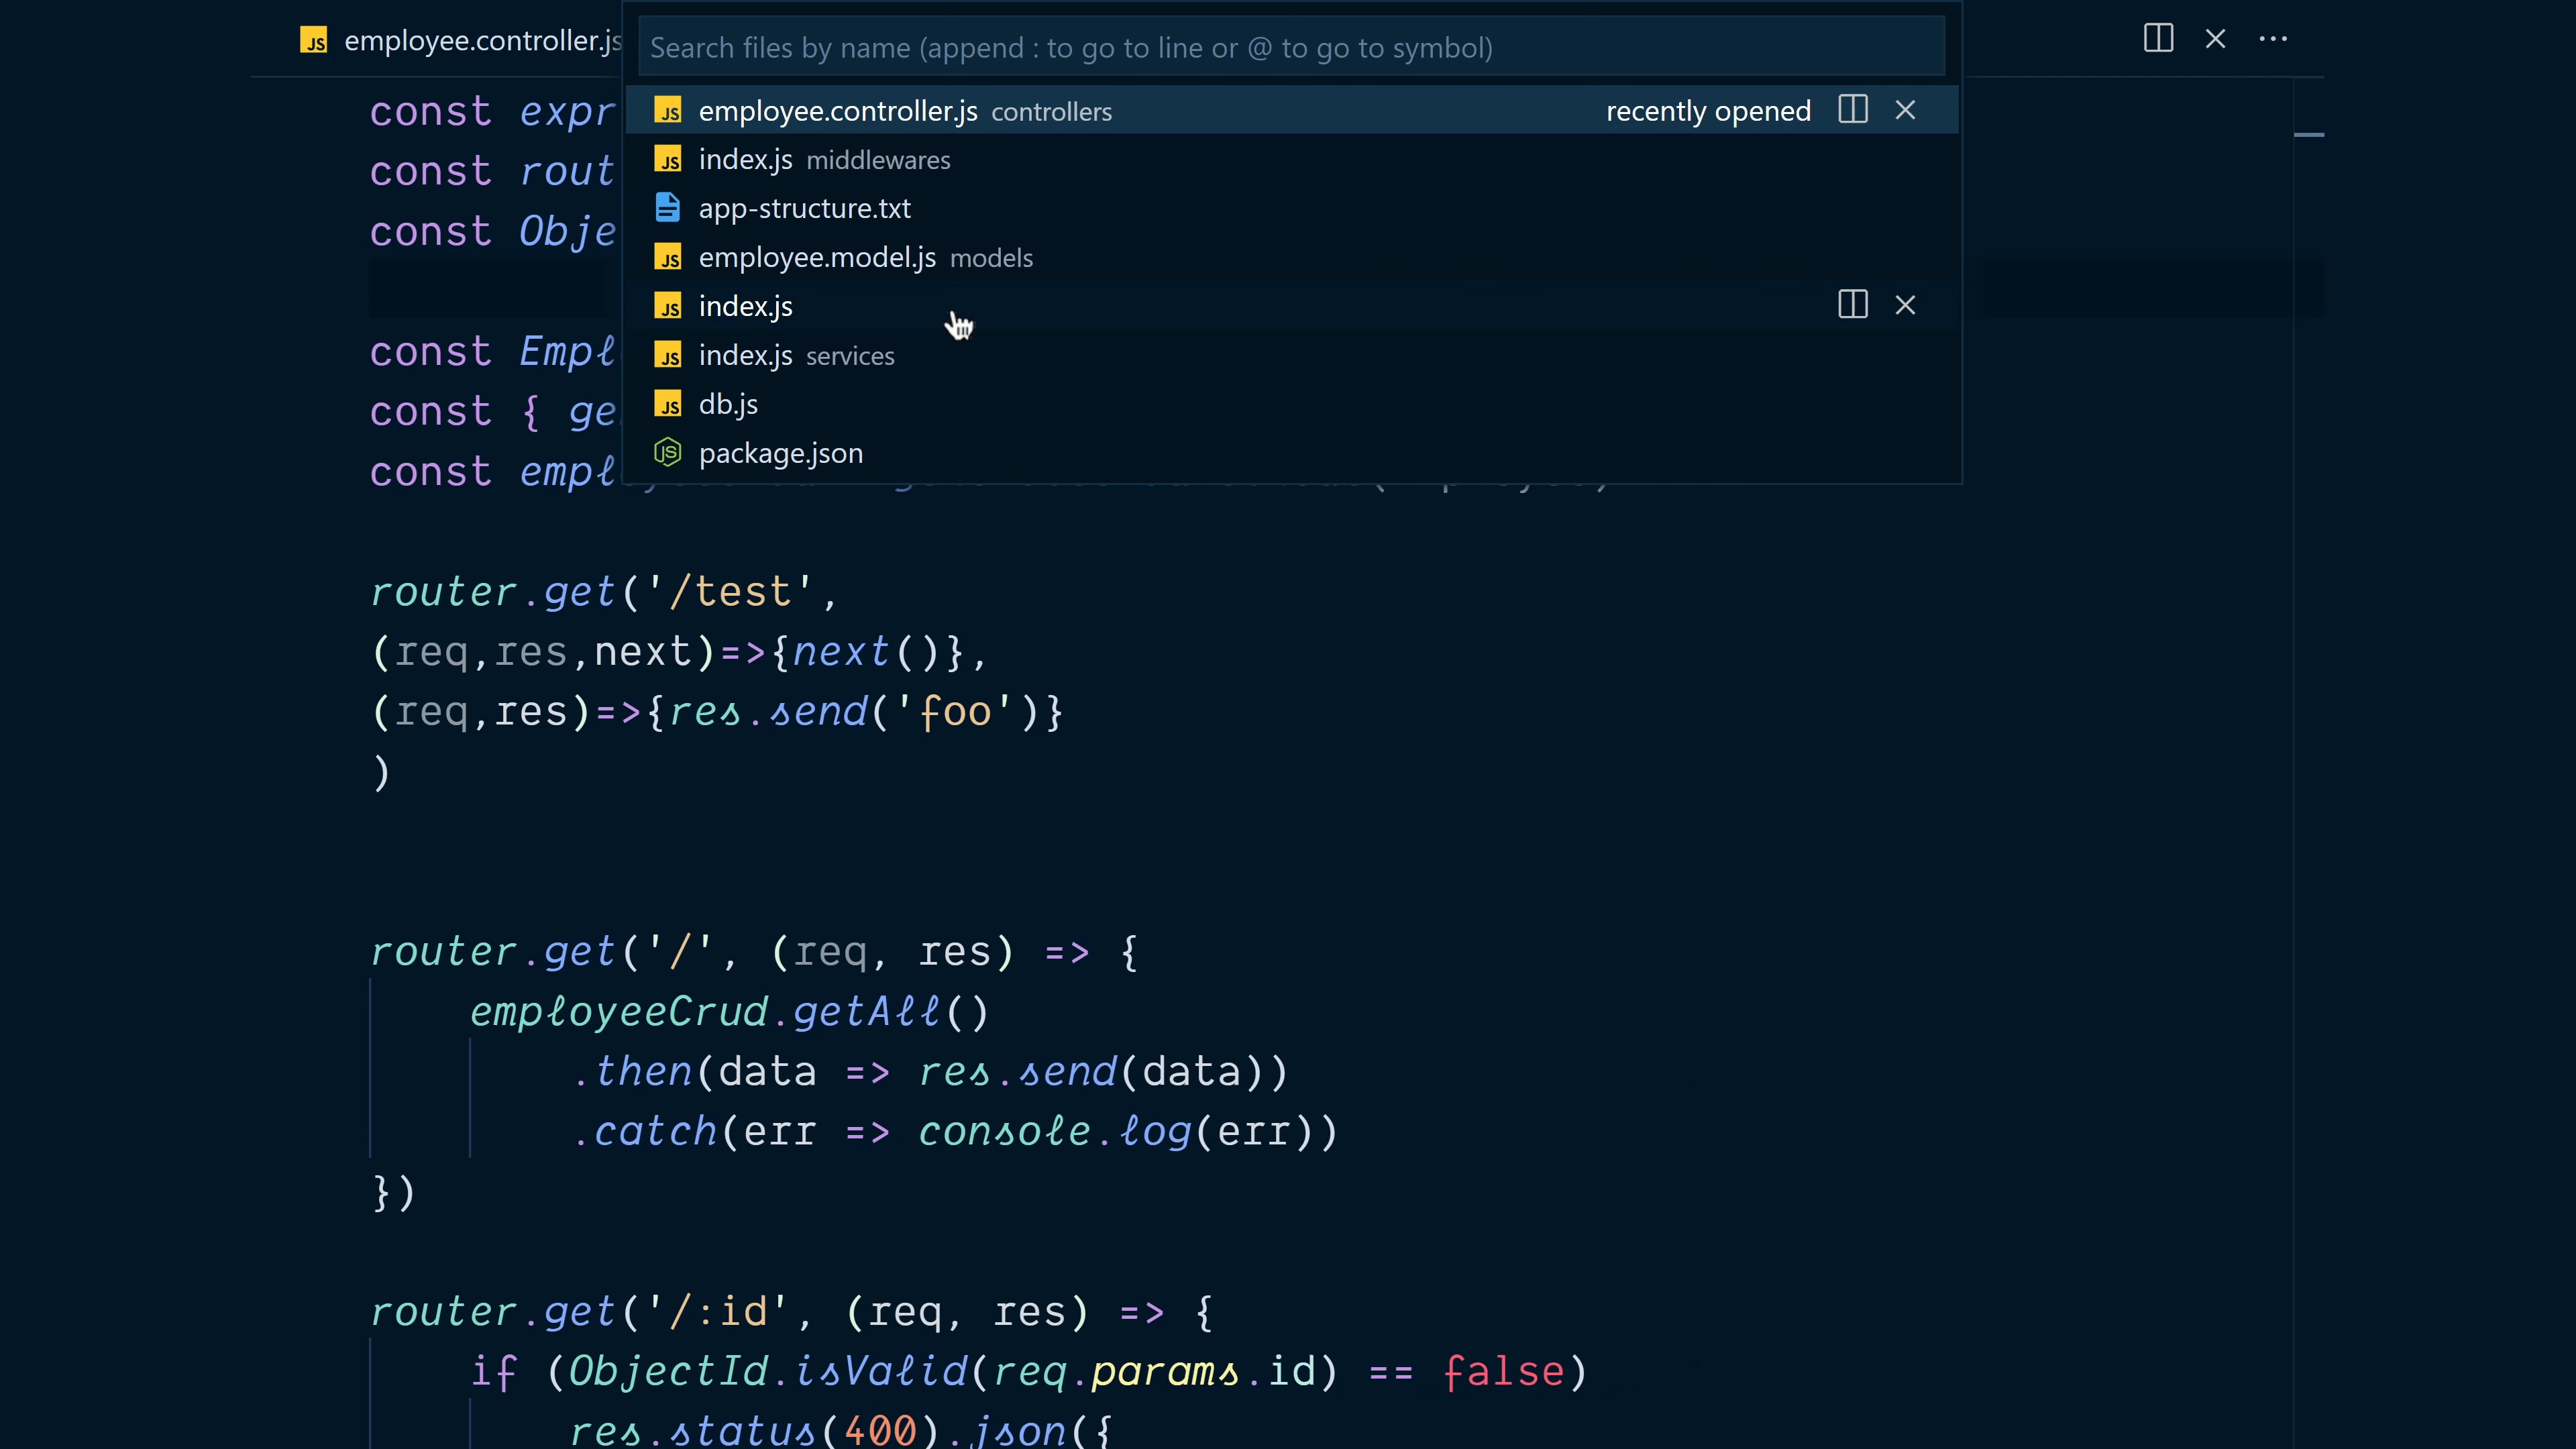 employee.controller.js
Search files by name (append : to go to line or @ to go to symbol)
employee.controller.js controllers recently opened
index.js middlewares
app-structure.txt
employee.model.js models
index.js
index.js services
db.js
package.json
const expr
const rout
const Obje
const Empl
const { ge
const empl
router.get('/test',
(req,res,next)=>{next()},
(req,res)=>{res.send('foo')}
)
router.get('/', (req, res) => {
employeeCrud.getAll()
.then(data => res.send(data))
.catch(err => console.log(err))
})
router.get('/:id', (req, res) => {
if (ObjectId.isValid(req.params.id) == false)
res.status(400).json({